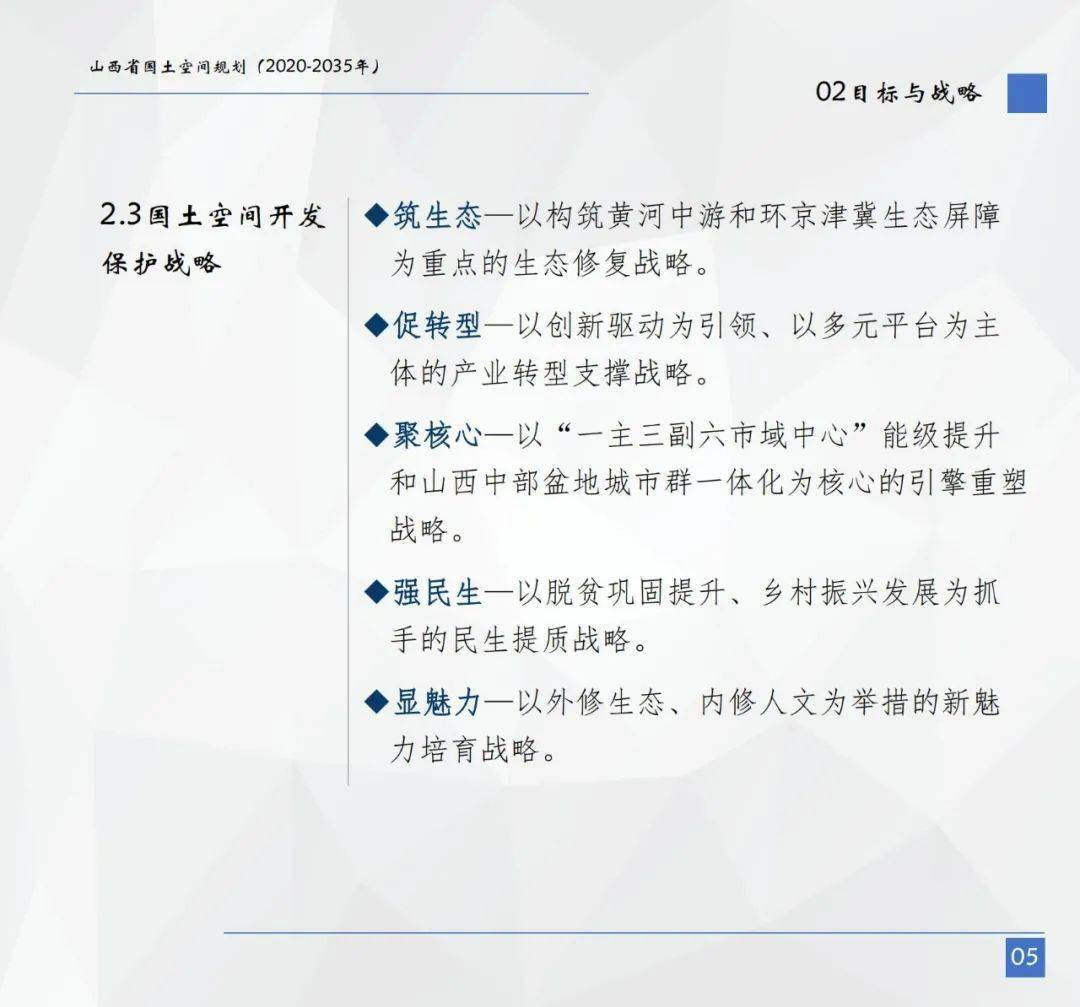 山西省国土空间规划（2020-2035年）
02目标与战略
2.3国土空间开发
保护战略
◆筑生态—以构筑黄河中游和环京津冀生态屏障
为重点的生态修复战略。
◆促转型—以创新驱动为引领、以多元平台为主
体的产业转型支撑战略。
◆聚核心—以“一主三副六市域中心”能级提升
和山西中部盆地城市群一体化为核心的引擎重塑
战略。
◆强民生—以脱贫巩固提升、乡村振兴发展为抓
手的民生提质战略。
◆显魅力—以外修生态、内修人文为举措的新魅
力培育战略。
05